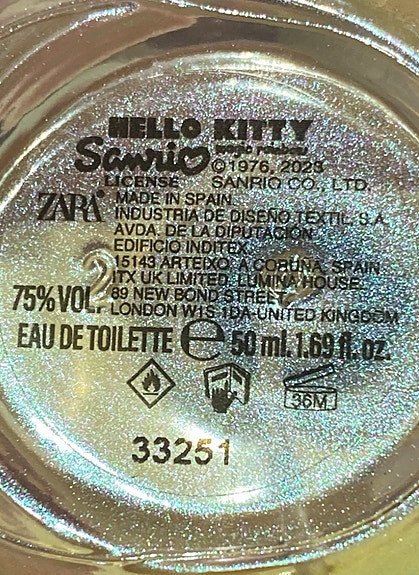 HELLO KITTY
Sanrio ©1976, 2023
LICENSE SANRIO CO., LTD.
ZARA MADE IN SPAIN
INDUSTRIA DE DISEÑO TEXTIL, S.A.
AVDA. DE LA DIPUTACIÓN
EDIFICIO INDITEX
15143 ARTEIXO, A CORUÑA, SPAIN
ITX UK LIMITED, LUMINA HOUSE,
89 NEW BOND STREET,
75% VOL. LONDON W1S 1DA-UNITED KINGDOM
EAU DE TOILETTE ℮ 50 ml. 1.69 fl. oz.
36M
33251